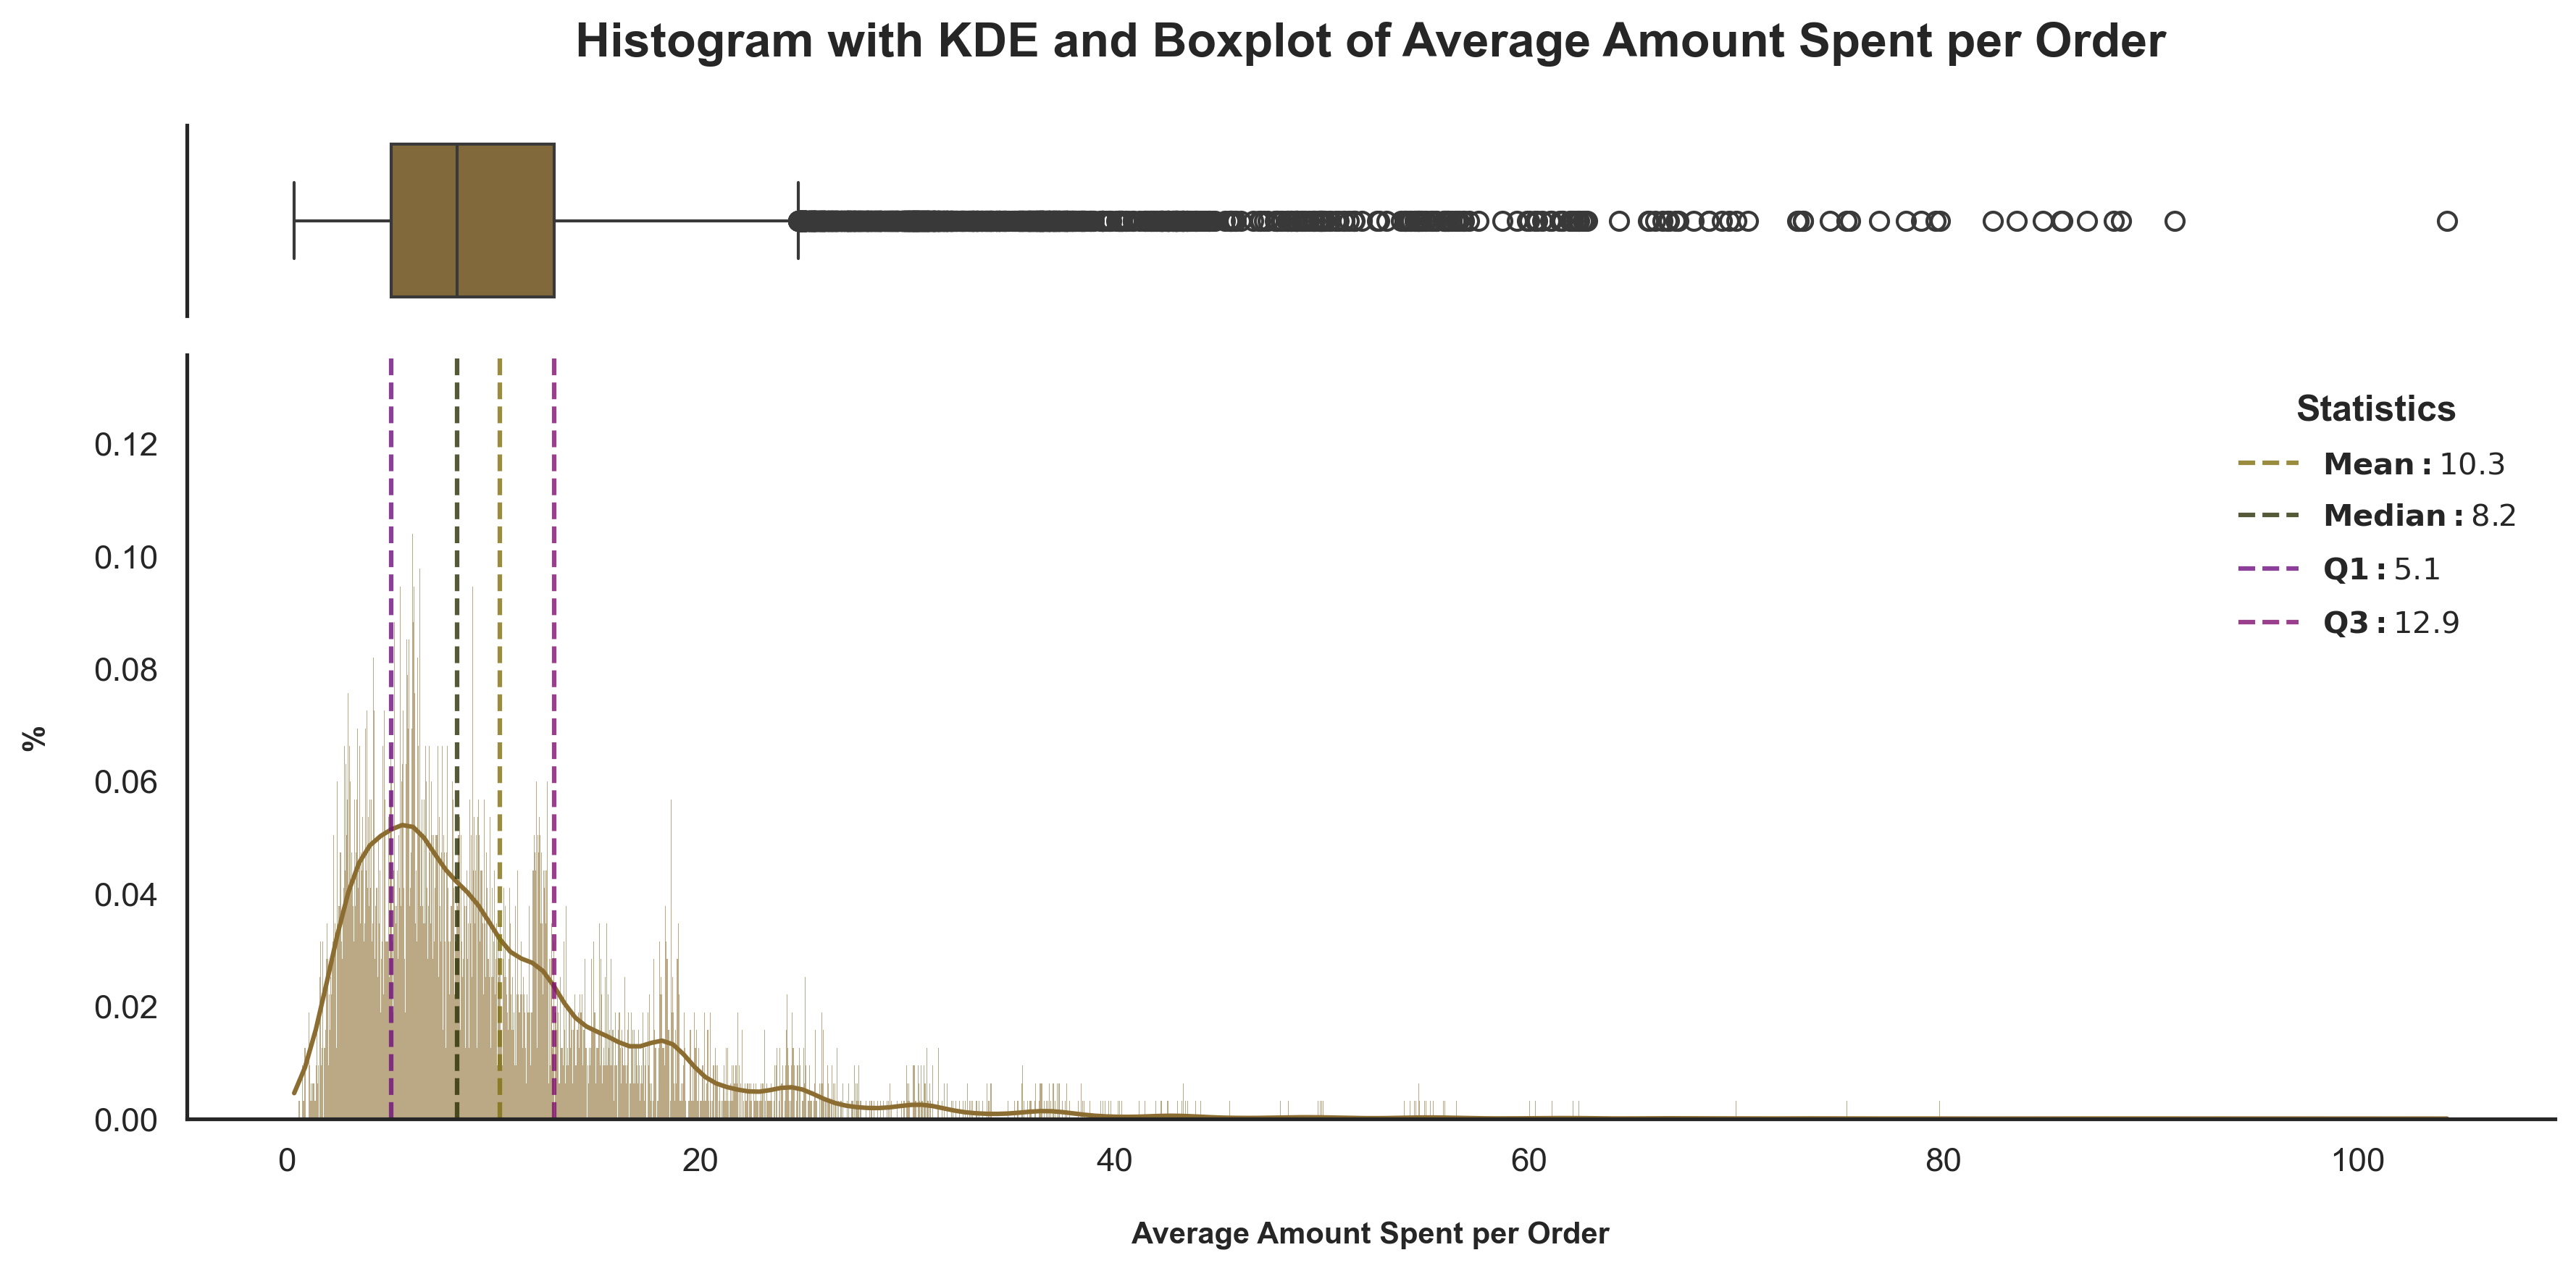 Histogram with KDE and Boxplot of Average Amount Spent per Order
Statistics
Mean: 10.3
Median: 8.2
Q1: 5.1
Q3: 12.9
%
0.12
0.10
0.08
0.06
0.04
0.02
0.00
0 20 40 60 80 100
Average Amount Spent per Order